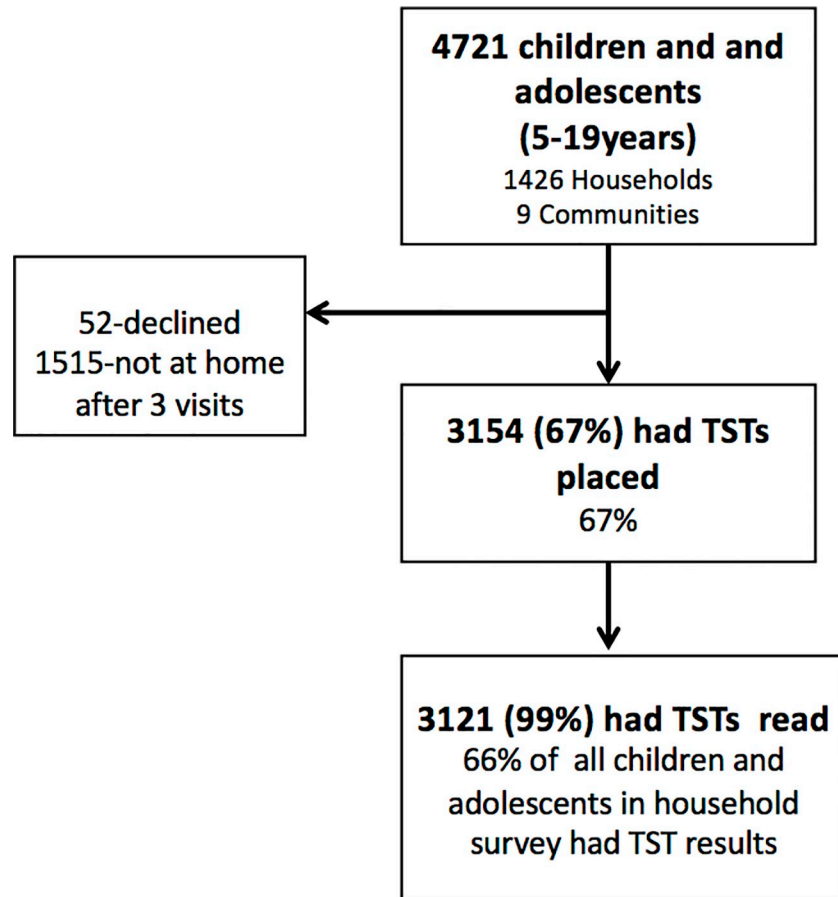 4721 children and and
adolescents
(5-19years)
1426 Households
9 Communities
52-declined
1515-not at home
after 3 visits
3154 (67%) had TSTs
placed
67%
3121 (99%) had TSTs  read
66% of  all children and
adolescents in household
survey had TST results